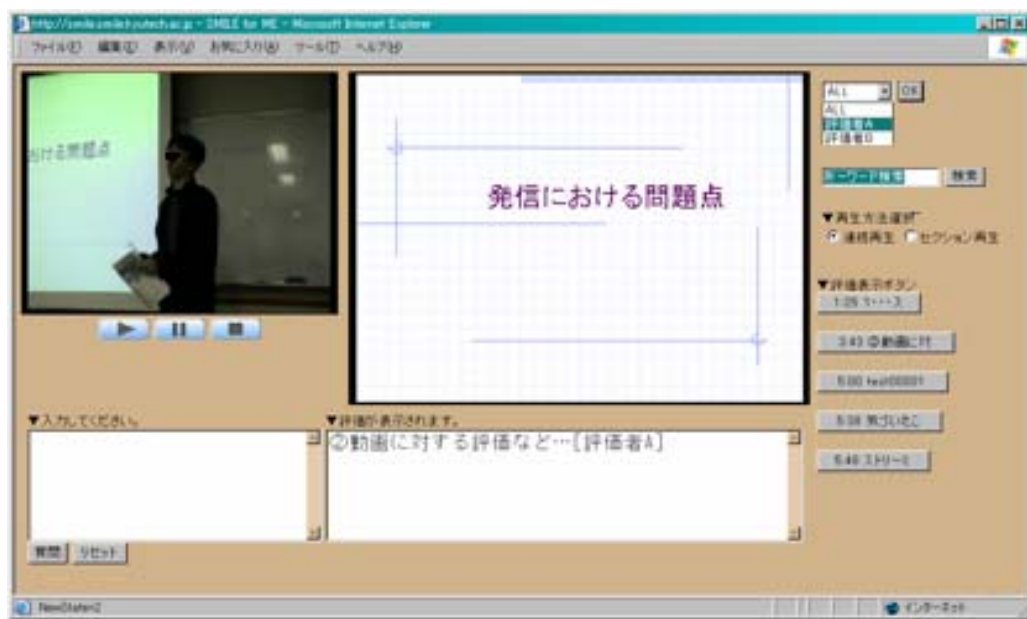 SMILE for ME - Microsoft Internet Explorer
ファイル(F) 編集(E) 表示(V) お気に入り(A) ツール(T) ヘルプ(H)
おける問題点
発信における問題点
ALL
OK
ALL
評価者A
評価者B
キーワード検索
検索
▼再生方法選択
連続再生 セクション再生
▼評価表示ボタン
3:43 ②動画に対
5:00 test00001
5:38 気づいたこ
5:48 ストリーミ
▼入力してください。
▼評価が表示されます。
②動画に対する評価など…[評価者A]
質問 リセット
NewState=2
インターネット